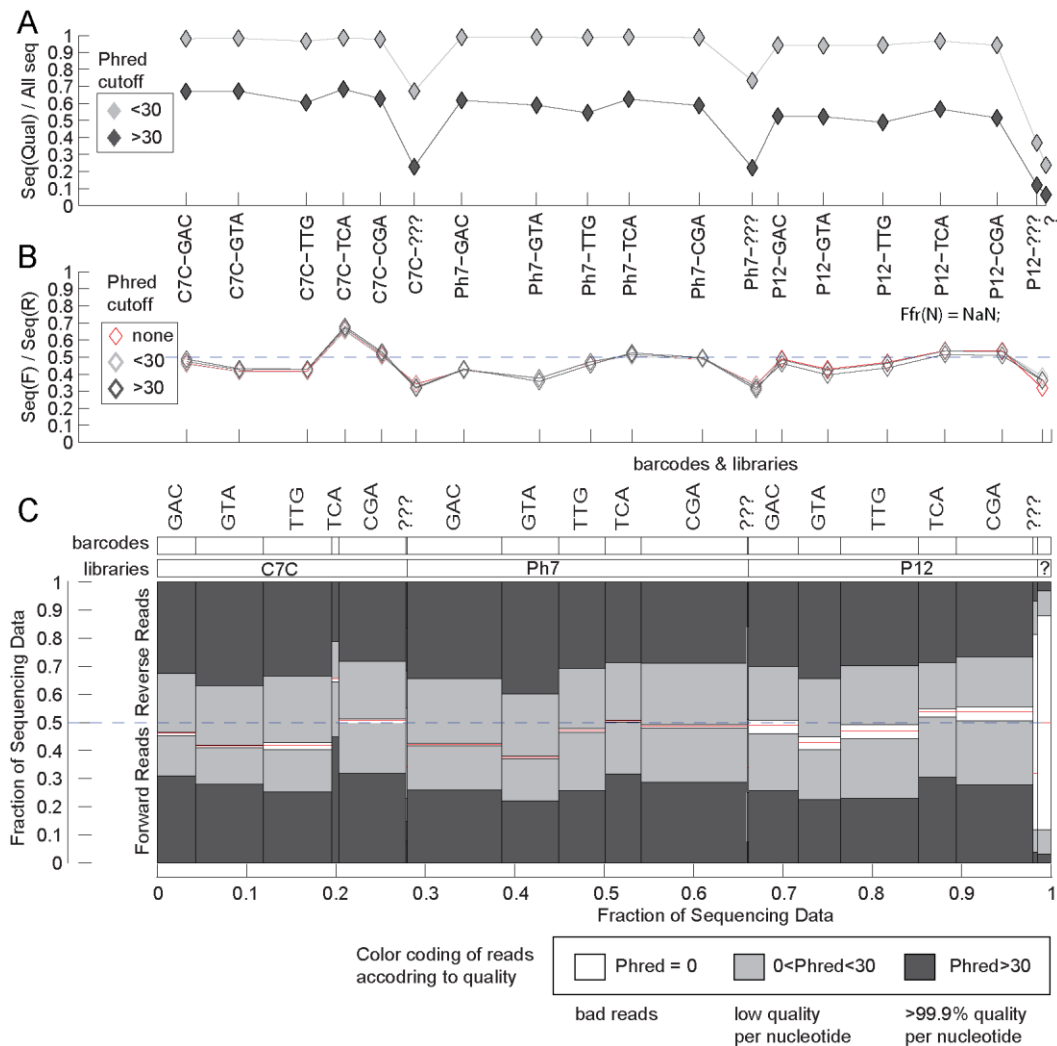 A
Seq(Qual) / All seq
1
0.9
0.8
0.7
0.6
0.5
0.4
0.3
0.2
0.1
0
Phred
cutoff
<30
>30
C7C-GAC
C7C-GTA
C7C-TTG
C7C-TCA
C7C-CGA
C7C-???
Ph7-GAC
Ph7-GTA
Ph7-TTG
Ph7-TCA
Ph7-CGA
Ph7-???
P12-GAC
P12-GTA
P12-TTG
P12-TCA
P12-CGA
P12-???
?
B
Seq(F) / Seq(R)
1
0.9
0.8
0.7
0.6
0.5
0.4
0.3
0.2
0.1
0
Phred
cutoff
none
<30
>30
Ffr(N) = NaN;
barcodes & libraries
C
GAC
GTA
TTG
TCA
CGA
???
GAC
GTA
TTG
TCA
CGA
???
GAC
GTA
TTG
TCA
CGA
???
barcodes
libraries
C7C
Ph7
P12
?
Fraction of Sequencing Data
1
0.9
0.8
0.7
0.6
0.5
0.4
0.3
0.2
0.1
0
Forward Reads
Reverse Reads
0
0.1
0.2
0.3
0.4
0.5
0.6
0.7
0.8
0.9
1
Fraction of Sequencing Data
Color coding of reads
accodring to quality
Phred = 0
0<Phred<30
Phred>30
bad reads
low quality
per nucleotide
>99.9% quality
per nucleotide